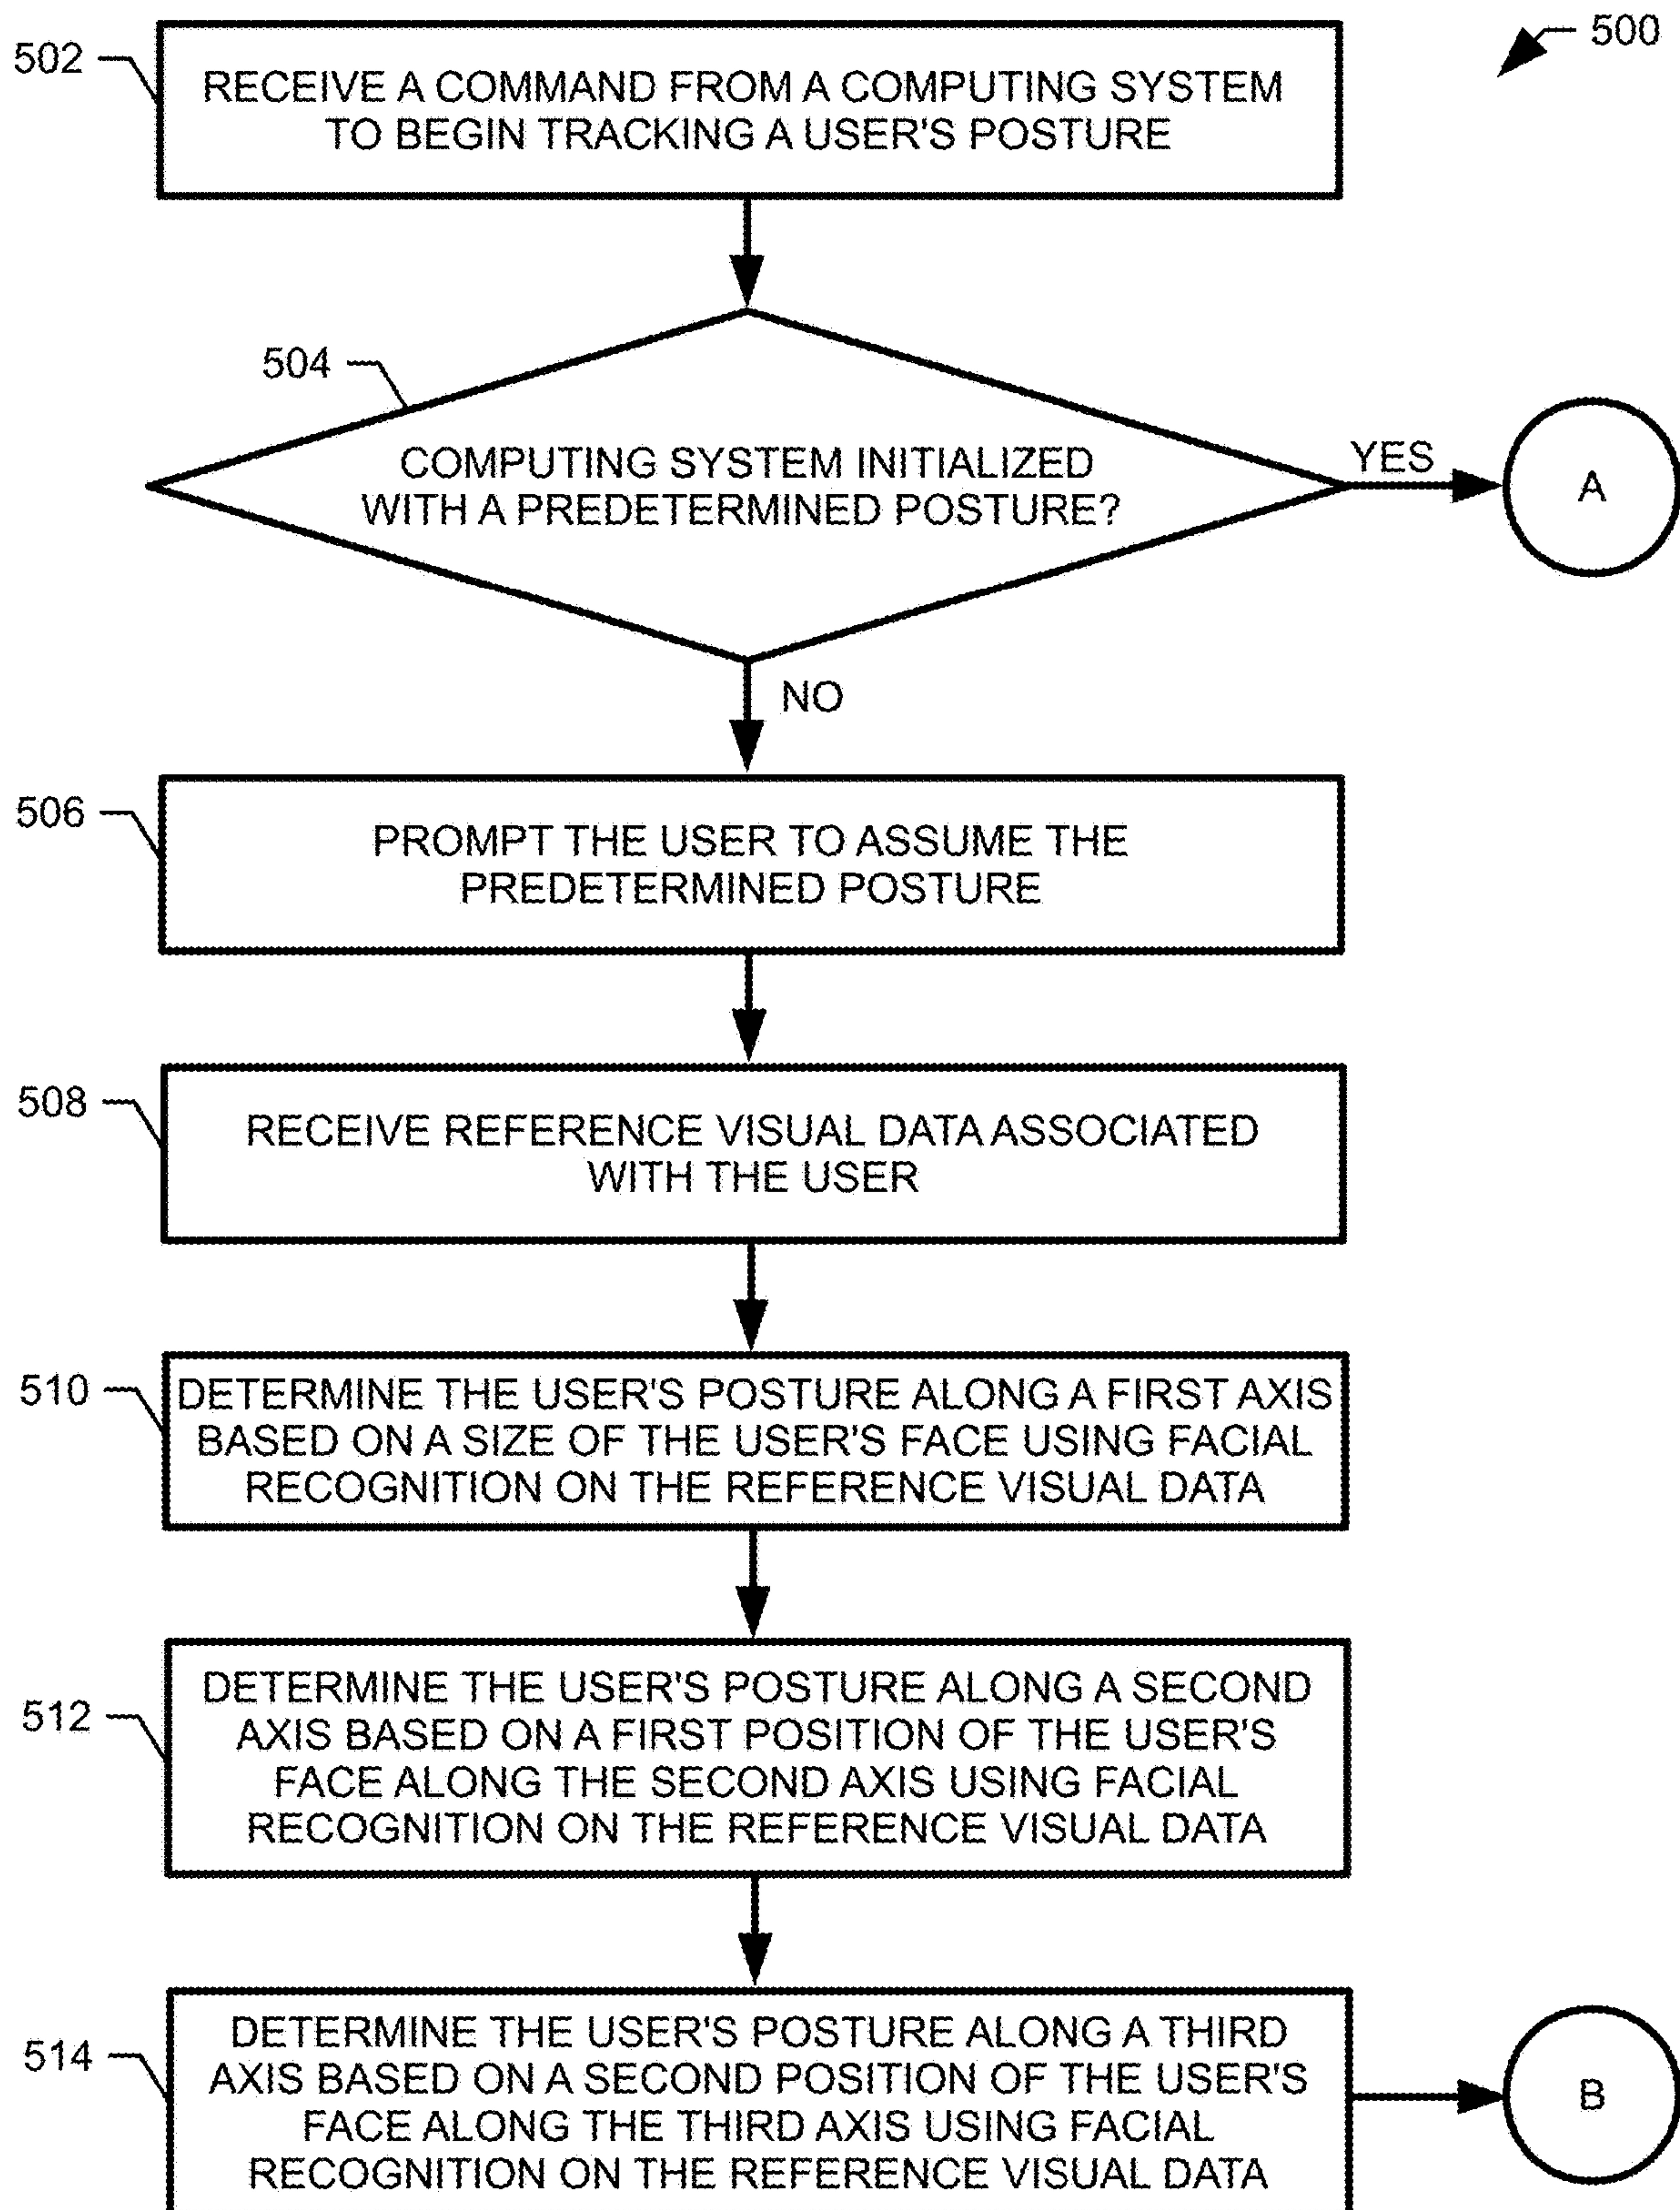 500
502
RECEIVE A COMMAND FROM A COMPUTING SYSTEM
TO BEGIN TRACKING A USER'S POSTURE
504
COMPUTING SYSTEM INITIALIZED
WITH A PREDETERMINED POSTURE?
YES
A
NO
506
PROMPT THE USER TO ASSUME THE
PREDETERMINED POSTURE
508
RECEIVE REFERENCE VISUAL DATA ASSOCIATED
WITH THE USER
510
DETERMINE THE USER'S POSTURE ALONG A FIRST AXIS
BASED ON A SIZE OF THE USER'S FACE USING FACIAL
RECOGNITION ON THE REFERENCE VISUAL DATA
512
DETERMINE THE USER'S POSTURE ALONG A SECOND
AXIS BASED ON A FIRST POSITION OF THE USER'S
FACE ALONG THE SECOND AXIS USING FACIAL
RECOGNITION ON THE REFERENCE VISUAL DATA
514
DETERMINE THE USER'S POSTURE ALONG A THIRD
AXIS BASED ON A SECOND POSITION OF THE USER'S
FACE ALONG THE THIRD AXIS USING FACIAL
RECOGNITION ON THE REFERENCE VISUAL DATA
B